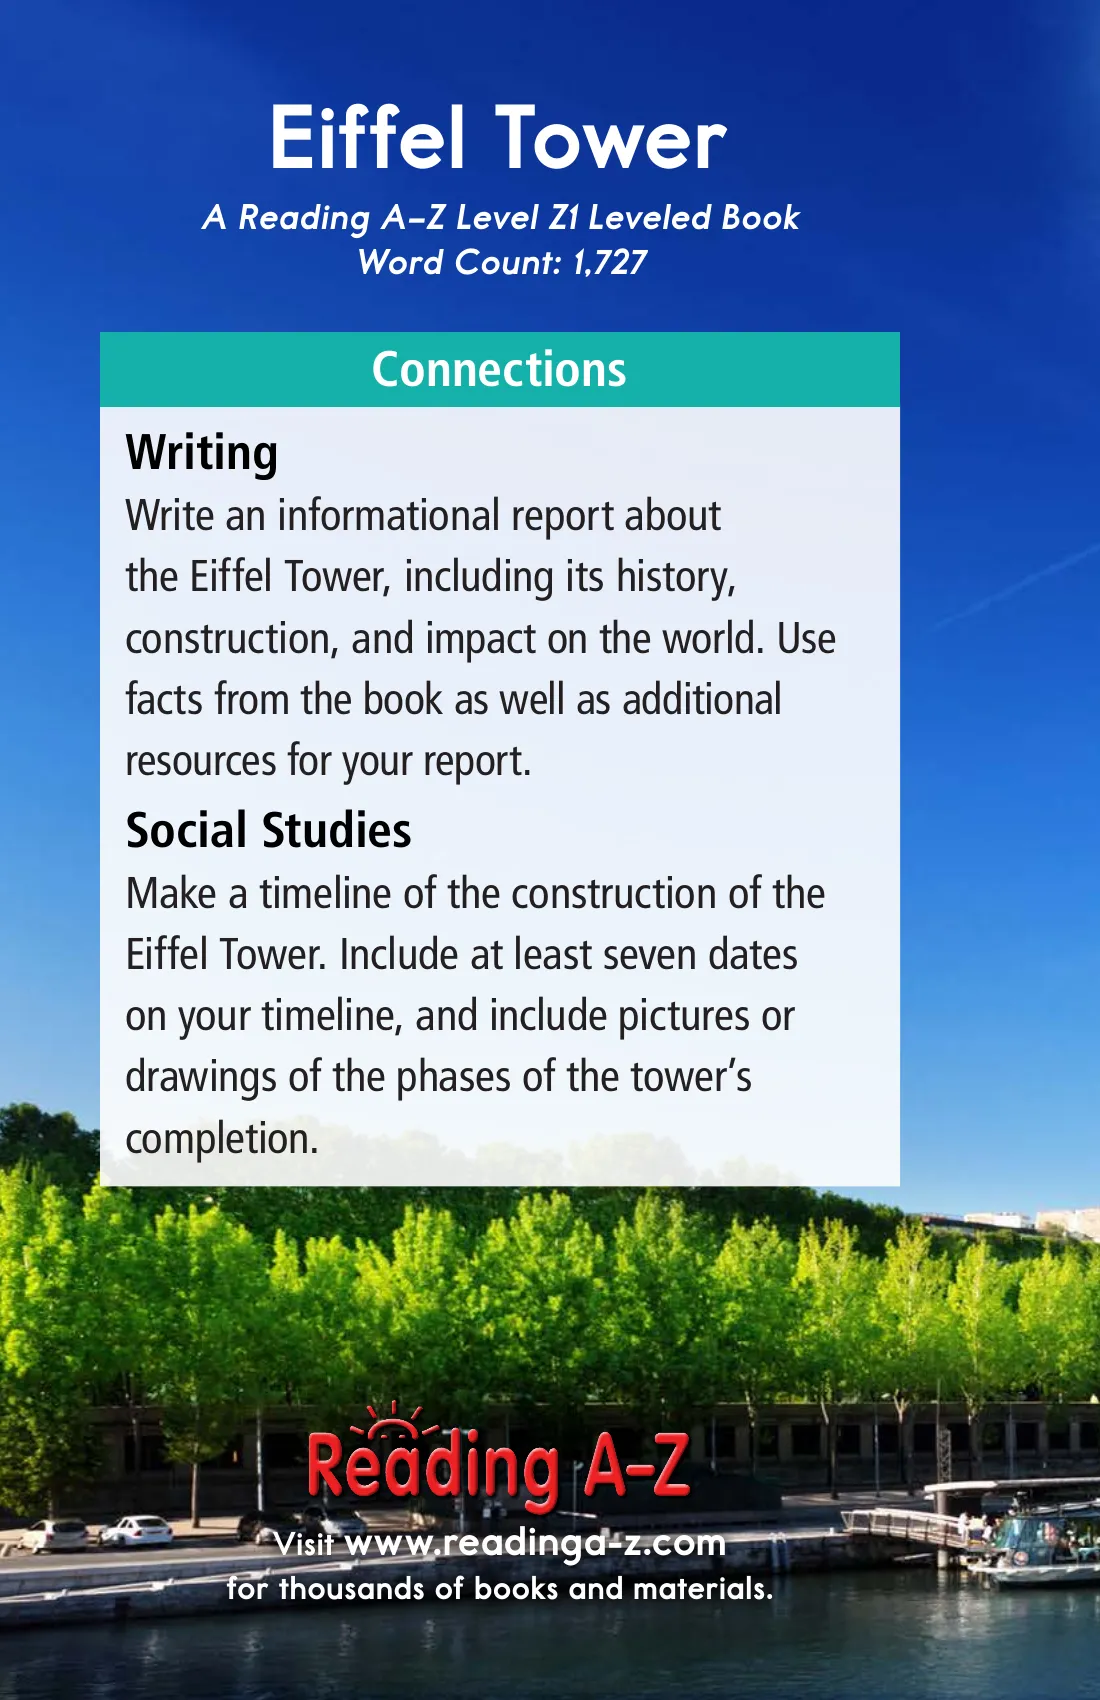 Eiffel Tower
A Reading A–Z Level Z1 Leveled Book
Word Count: 1,727
Connections
Writing
Write an informational report about
the Eiffel Tower, including its history,
construction, and impact on the world. Use
facts from the book as well as additional
resources for your report.
Social Studies
Make a timeline of the construction of the
Eiffel Tower. Include at least seven dates
on your timeline, and include pictures or
drawings of the phases of the tower’s
completion.
Reading A–Z
Visit www.readinga-z.com
for thousands of books and materials.